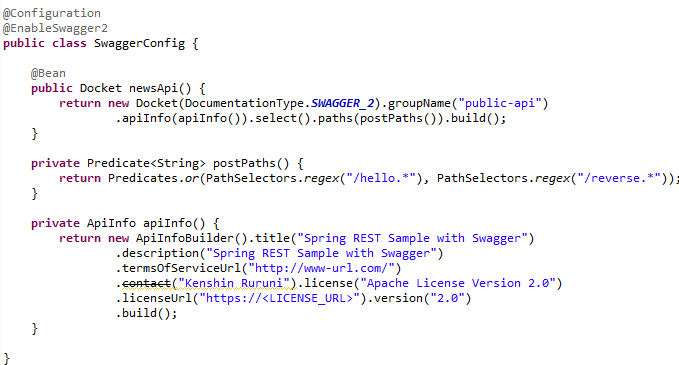 @Configuration
@EnableSwagger2
public class SwaggerConfig {
@Bean
public Docket newsApi() {
return new Docket(DocumentationType.SWAGGER_2).groupName("public-api")
.apiInfo(apiInfo()).select().paths(postPaths()).build();
}
private Predicate<String> postPaths() {
return Predicates.or(PathSelectors.regex("/hello.*"), PathSelectors.regex("/reverse.*"));
}
private ApiInfo apiInfo() {
return new ApiInfoBuilder().title("Spring REST Sample with Swagger")
.description("Spring REST Sample with Swagger")
.termsOfServiceUrl("http://www-url.com/")
.contact("Kenshin Ruruni").license("Apache License Version 2.0")
.licenseUrl("https://<LICENSE_URL>").version("2.0")
.build();
}
}